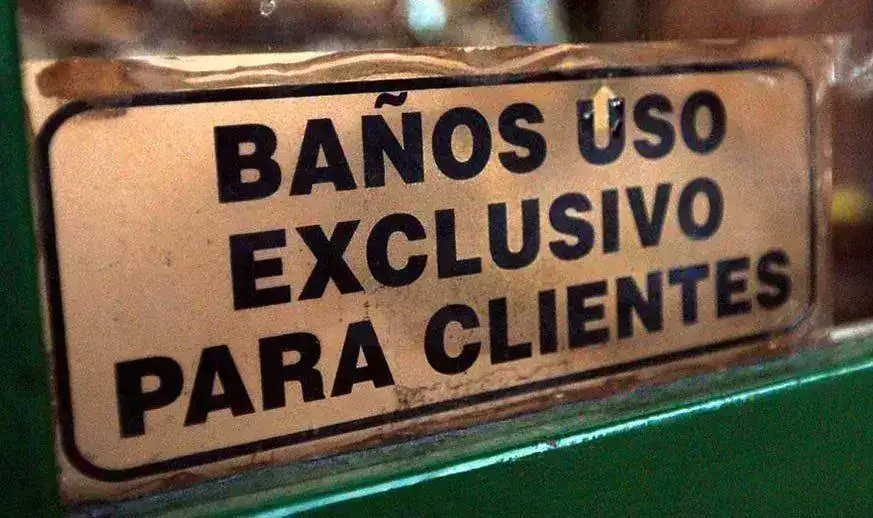 BAÑOS USO
EXCLUSIVO
PARA CLIENTES